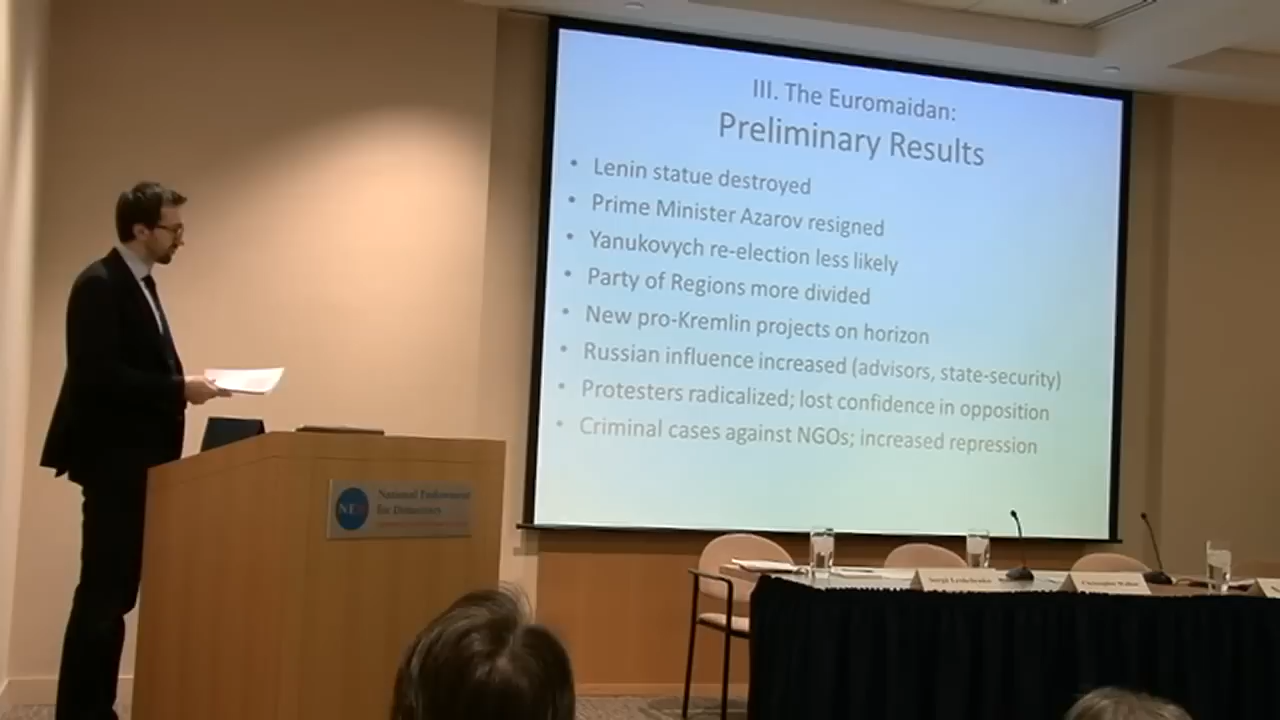 III. The Euromaidan:
Preliminary Results
• Lenin statue destroyed
• Prime Minister Azarov resigned
• Yanukovych re-election less likely
• Party of Regions more divided
• New pro-Kremlin projects on horizon
• Russian influence increased (advisors, state-security)
• Protesters radicalized; lost confidence in opposition
• Criminal cases against NGOs; increased repression
NED
National Endowment
for Democracy